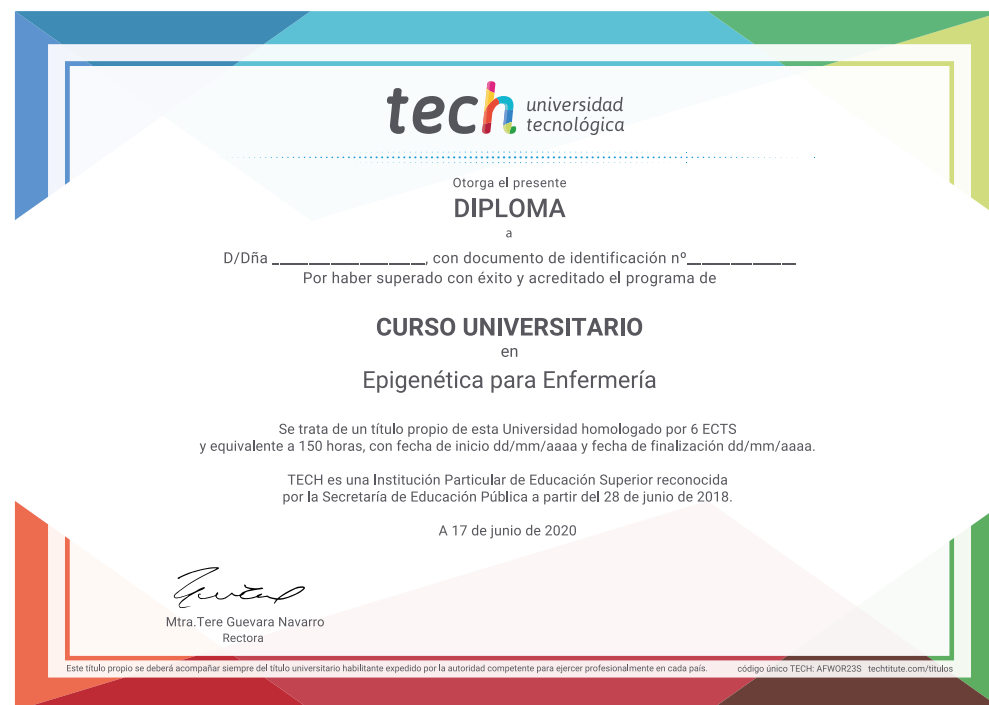 tech universidad
tecnológica
Otorga el presente
DIPLOMA
a
D/Dña ____________________, con documento de identificación nº______________
Por haber superado con éxito y acreditado el programa de
CURSO UNIVERSITARIO
en
Epigenética para Enfermería
Se trata de un título propio de esta Universidad homologado por 6 ECTS
y equivalente a 150 horas, con fecha de inicio dd/mm/aaaa y fecha de finalización dd/mm/aaaa.
TECH es una Institución Particular de Educación Superior reconocida
por la Secretaría de Educación Pública a partir del 28 de junio de 2018.
A 17 de junio de 2020
Mtra.Tere Guevara Navarro
Rectora
Este título propio se deberá acompañar siempre del título universitario habilitante expedido por la autoridad competente para ejercer profesionalmente en cada país. código único TECH: AFWOR23S techtitute.com/titulos